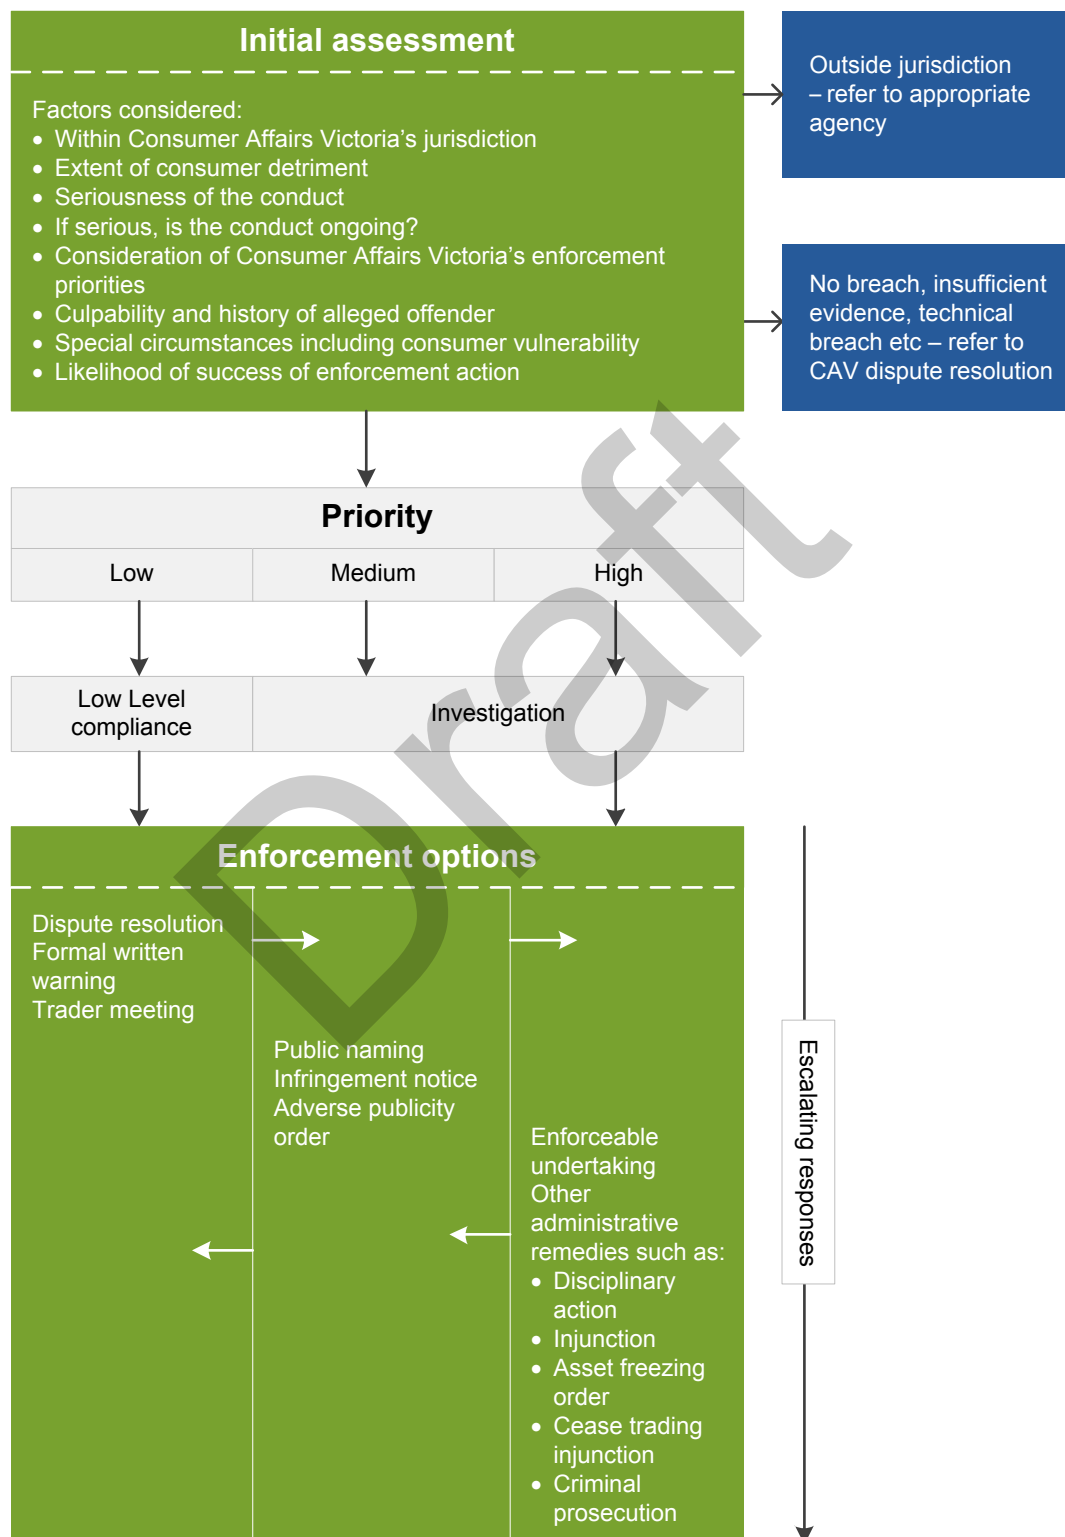 Initial assessment
Factors considered:
• Within Consumer Affairs Victoria's jurisdiction
• Extent of consumer detriment
• Seriousness of the conduct
• If serious, is the conduct ongoing?
• Consideration of Consumer Affairs Victoria's enforcement
priorities
• Culpability and history of alleged offender
• Special circumstances including consumer vulnerability
• Likelihood of success of enforcement action
Outside jurisdiction
– refer to appropriate
agency
No breach, insufficient
evidence, technical
breach etc – refer to
CAV dispute resolution
Priority
Low
Medium
High
Low Level
compliance
Investigation
Enforcement options
Dispute resolution
Formal written
warning
Trader meeting
Public naming
Infringement notice
Adverse publicity
order
Enforceable
undertaking
Other
administrative
remedies such as:
• Disciplinary
action
• Injunction
• Asset freezing
order
• Cease trading
injunction
• Criminal
prosecution
Escalating responses
Draft